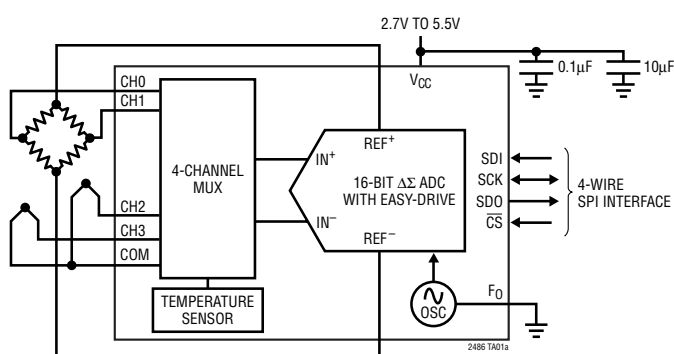 2.7V TO 5.5V
0.1µF
10µF
VCC
CH0
CH1
4-CHANNEL
MUX
IN+
IN−
REF+
16-BIT ΔΣ ADC
WITH EASY-DRIVE
REF−
SDI
SCK
SDO
CS
4-WIRE
SPI INTERFACE
CH2
CH3
COM
TEMPERATURE
SENSOR
OSC
FO
2486 TA01a